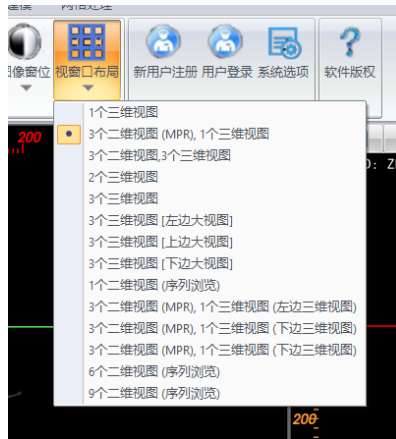 建模 网格处理
图像窗位 视窗口布局 新用户注册 用户登录 系统选项 软件版权
200
1个三维视图
3个二维视图 (MPR), 1个三维视图
3个二维视图,3个三维视图
2个三维视图
3个三维视图
3个三维视图 [左边大视图]
3个三维视图 [上边大视图]
3个三维视图 [下边大视图]
1个二维视图 (序列浏览)
3个二维视图 (MPR), 1个三维视图 (左边三维视图)
3个二维视图 (MPR), 1个三维视图 (下边三维视图)
3个二维视图 (MPR), 1个三维视图 (下边三维视图)
6个二维视图 (序列浏览)
9个二维视图 (序列浏览)
200